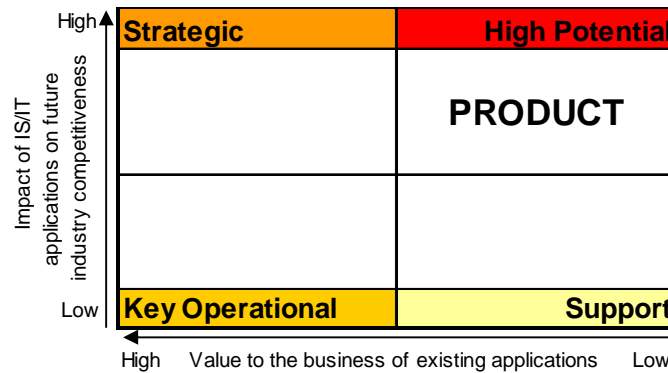 High
Strategic
High Potential
PRODUCT
Impact of IS/IT
applications on future
industry competitiveness
Low
Key Operational
Support
High Value to the business of existing applications Low